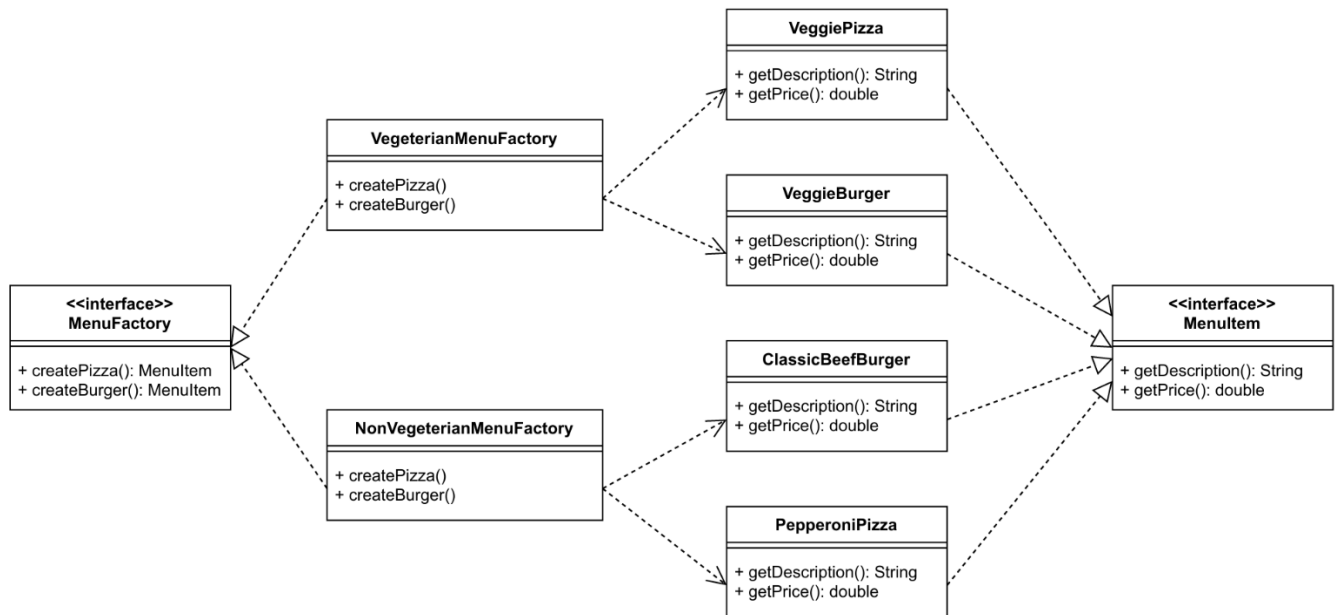 VeggiePizza
+ getDescription(): String
+ getPrice(): double
VegeterianMenuFactory
+ createPizza()
+ createBurger()
VeggieBurger
+ getDescription(): String
+ getPrice(): double
<<interface>>
MenuFactory
+ createPizza(): MenuItem
+ createBurger(): MenuItem
<<interface>>
MenuItem
+ getDescription(): String
+ getPrice(): double
ClassicBeefBurger
+ getDescription(): String
+ getPrice(): double
NonVegeterianMenuFactory
+ createPizza()
+ createBurger()
PepperoniPizza
+ getDescription(): String
+ getPrice(): double